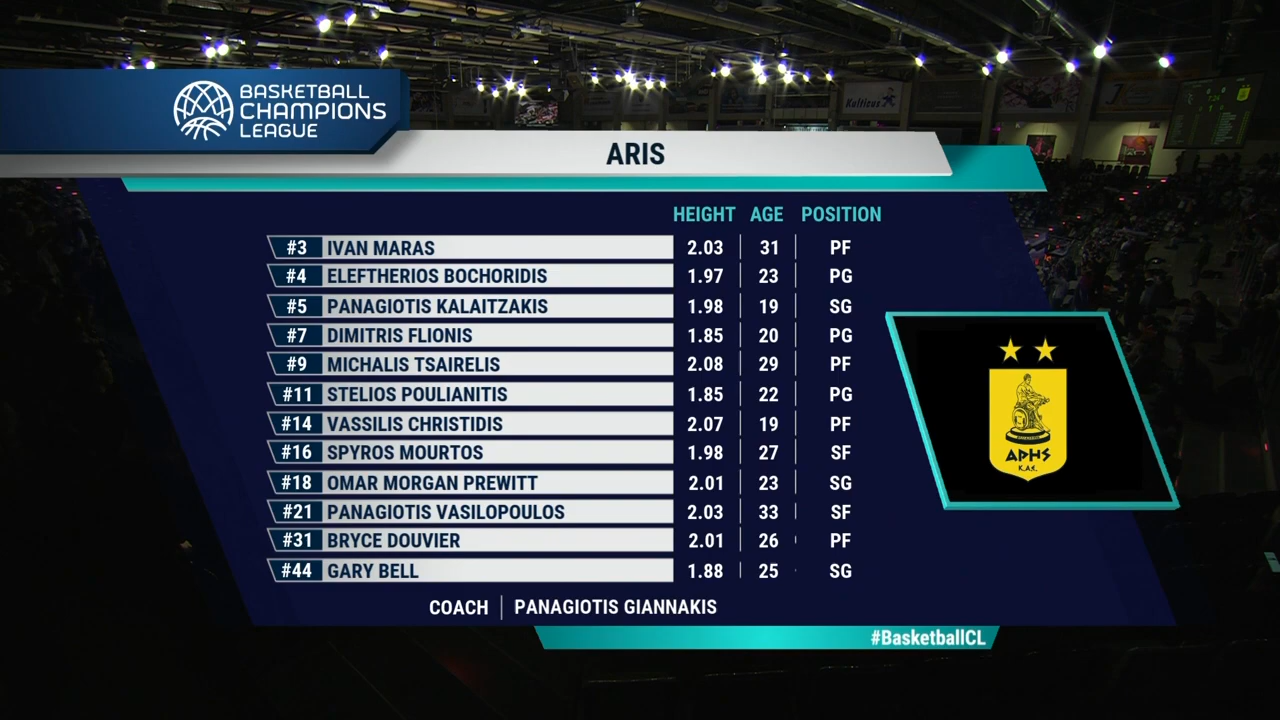 BASKETBALL
CHAMPIONS
LEAGUE
Kulticus
7
ARIS
HEIGHT AGE POSITION
#3 IVAN MARAS 2.03 31 PF
#4 ELEFTHERIOS BOCHORIDIS 1.97 23 PG
#5 PANAGIOTIS KALAITZAKIS 1.98 19 SG
#7 DIMITRIS FLIONIS 1.85 20 PG
#9 MICHALIS TSAIRELIS 2.08 29 PF
#11 STELIOS POULIANITIS 1.85 22 PG
#14 VASSILIS CHRISTIDIS 2.07 19 PF
#16 SPYROS MOURTOS 1.98 27 SF
#18 OMAR MORGAN PREWITT 2.01 23 SG
#21 PANAGIOTIS VASILOPOULOS 2.03 33 SF
#31 BRYCE DOUVIER 2.01 26 PF
#44 GARY BELL 1.88 25 SG
ΑΡΗS
Κ.Α.Ε.
COACH PANAGIOTIS GIANNAKIS
#BasketballCL